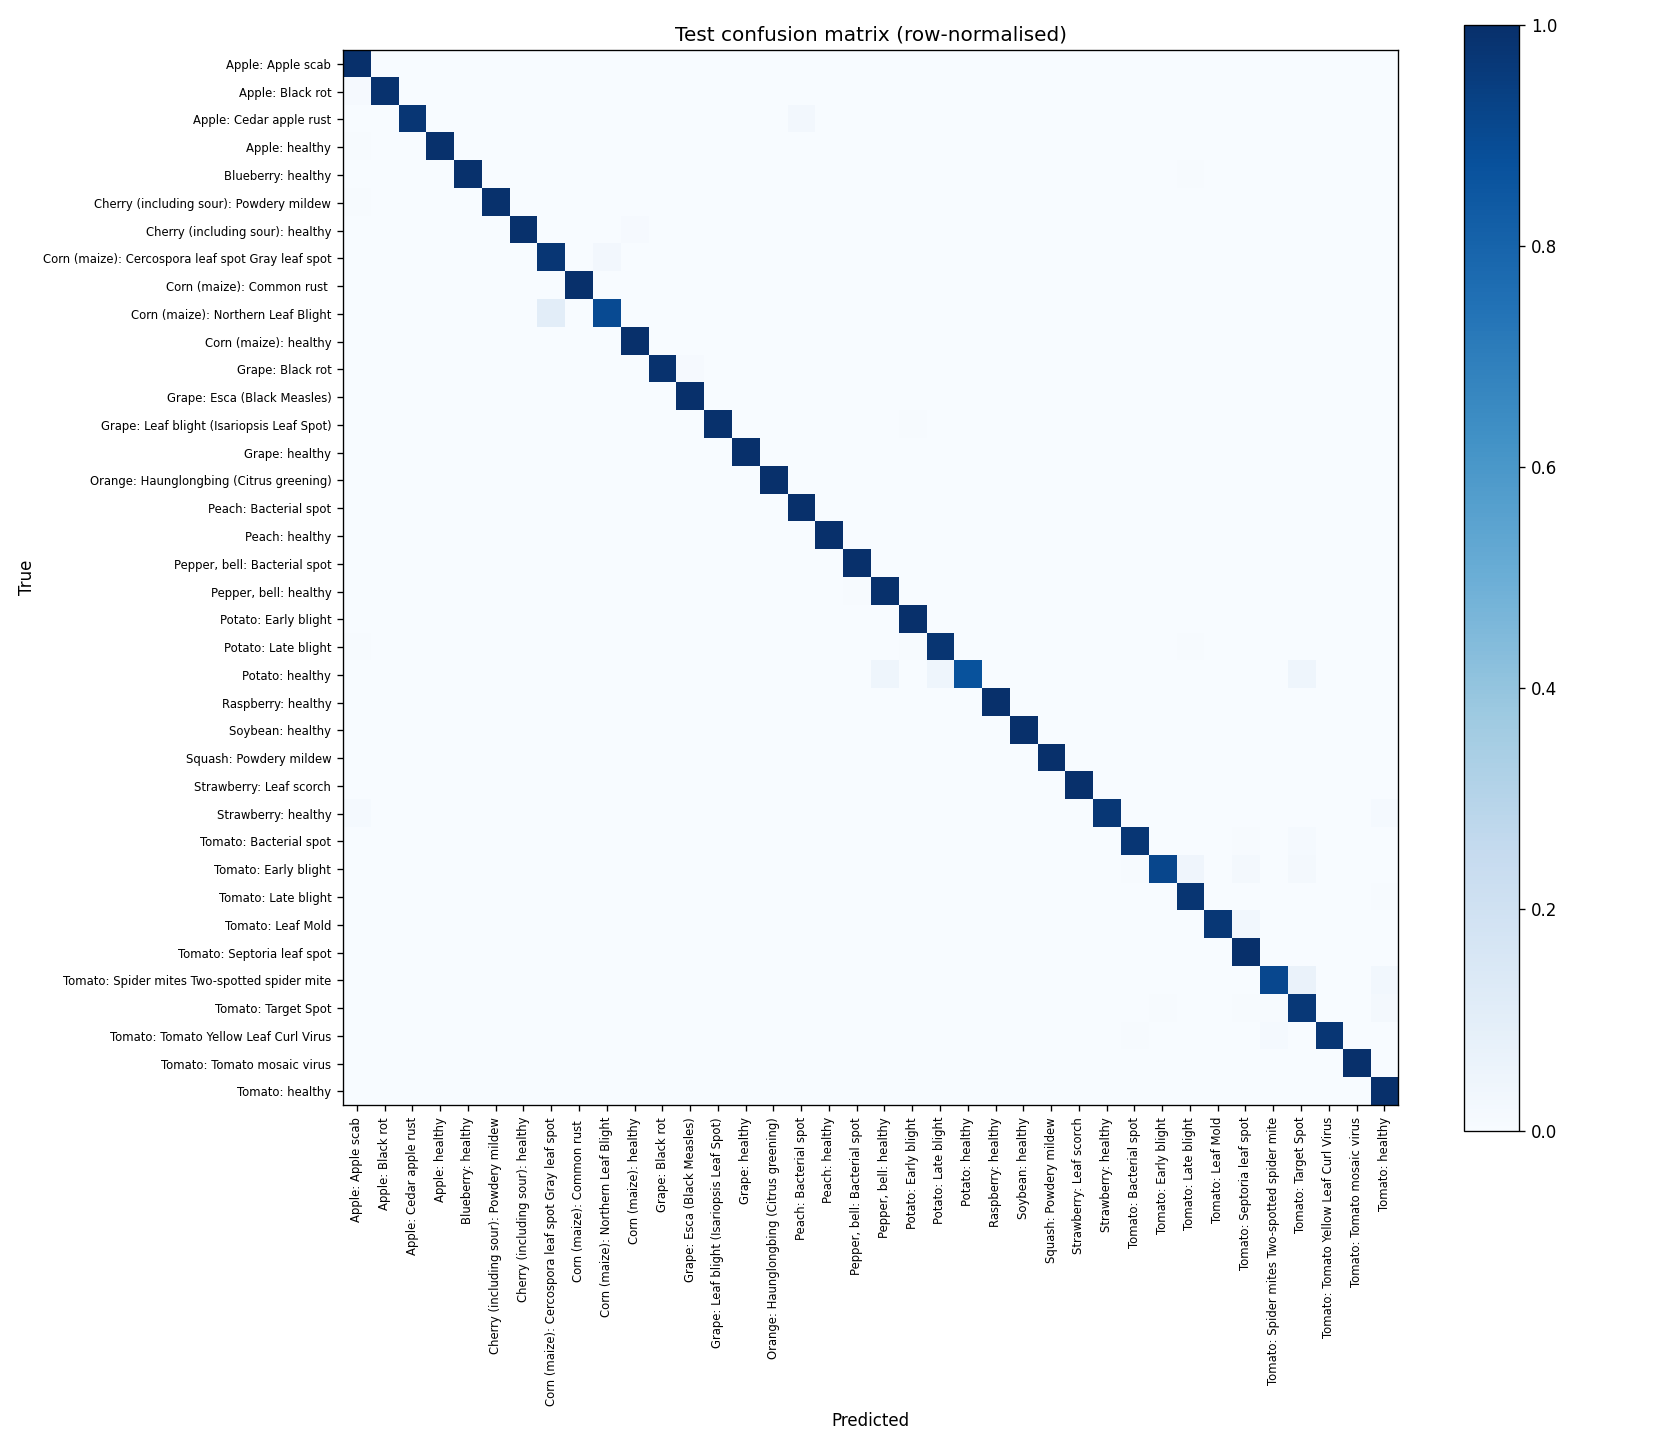 Test confusion matrix (row-normalised)
True
Apple: Apple scab
Apple: Black rot
Apple: Cedar apple rust
Apple: healthy
Blueberry: healthy
Cherry (including sour): Powdery mildew
Cherry (including sour): healthy
Corn (maize): Cercospora leaf spot Gray leaf spot
Corn (maize): Common rust
Corn (maize): Northern Leaf Blight
Corn (maize): healthy
Grape: Black rot
Grape: Esca (Black Measles)
Grape: Leaf blight (Isariopsis Leaf Spot)
Grape: healthy
Orange: Haunglongbing (Citrus greening)
Peach: Bacterial spot
Peach: healthy
Pepper, bell: Bacterial spot
Pepper, bell: healthy
Potato: Early blight
Potato: Late blight
Potato: healthy
Raspberry: healthy
Soybean: healthy
Squash: Powdery mildew
Strawberry: Leaf scorch
Strawberry: healthy
Tomato: Bacterial spot
Tomato: Early blight
Tomato: Late blight
Tomato: Leaf Mold
Tomato: Septoria leaf spot
Tomato: Spider mites Two-spotted spider mite
Tomato: Target Spot
Tomato: Tomato Yellow Leaf Curl Virus
Tomato: Tomato mosaic virus
Tomato: healthy
Apple: Apple scab
Apple: Black rot
Apple: Cedar apple rust
Apple: healthy
Blueberry: healthy
Cherry (including sour): Powdery mildew
Cherry (including sour): healthy
Corn (maize): Cercospora leaf spot Gray leaf spot
Corn (maize): Common rust
Corn (maize): Northern Leaf Blight
Corn (maize): healthy
Grape: Black rot
Grape: Esca (Black Measles)
Grape: Leaf blight (Isariopsis Leaf Spot)
Grape: healthy
Orange: Haunglongbing (Citrus greening)
Peach: Bacterial spot
Peach: healthy
Pepper, bell: Bacterial spot
Pepper, bell: healthy
Potato: Early blight
Potato: Late blight
Potato: healthy
Raspberry: healthy
Soybean: healthy
Squash: Powdery mildew
Strawberry: Leaf scorch
Strawberry: healthy
Tomato: Bacterial spot
Tomato: Early blight
Tomato: Late blight
Tomato: Leaf Mold
Tomato: Septoria leaf spot
Tomato: Spider mites Two-spotted spider mite
Tomato: Target Spot
Tomato: Tomato Yellow Leaf Curl Virus
Tomato: Tomato mosaic virus
Tomato: healthy
Predicted
1.0
0.8
0.6
0.4
0.2
0.0